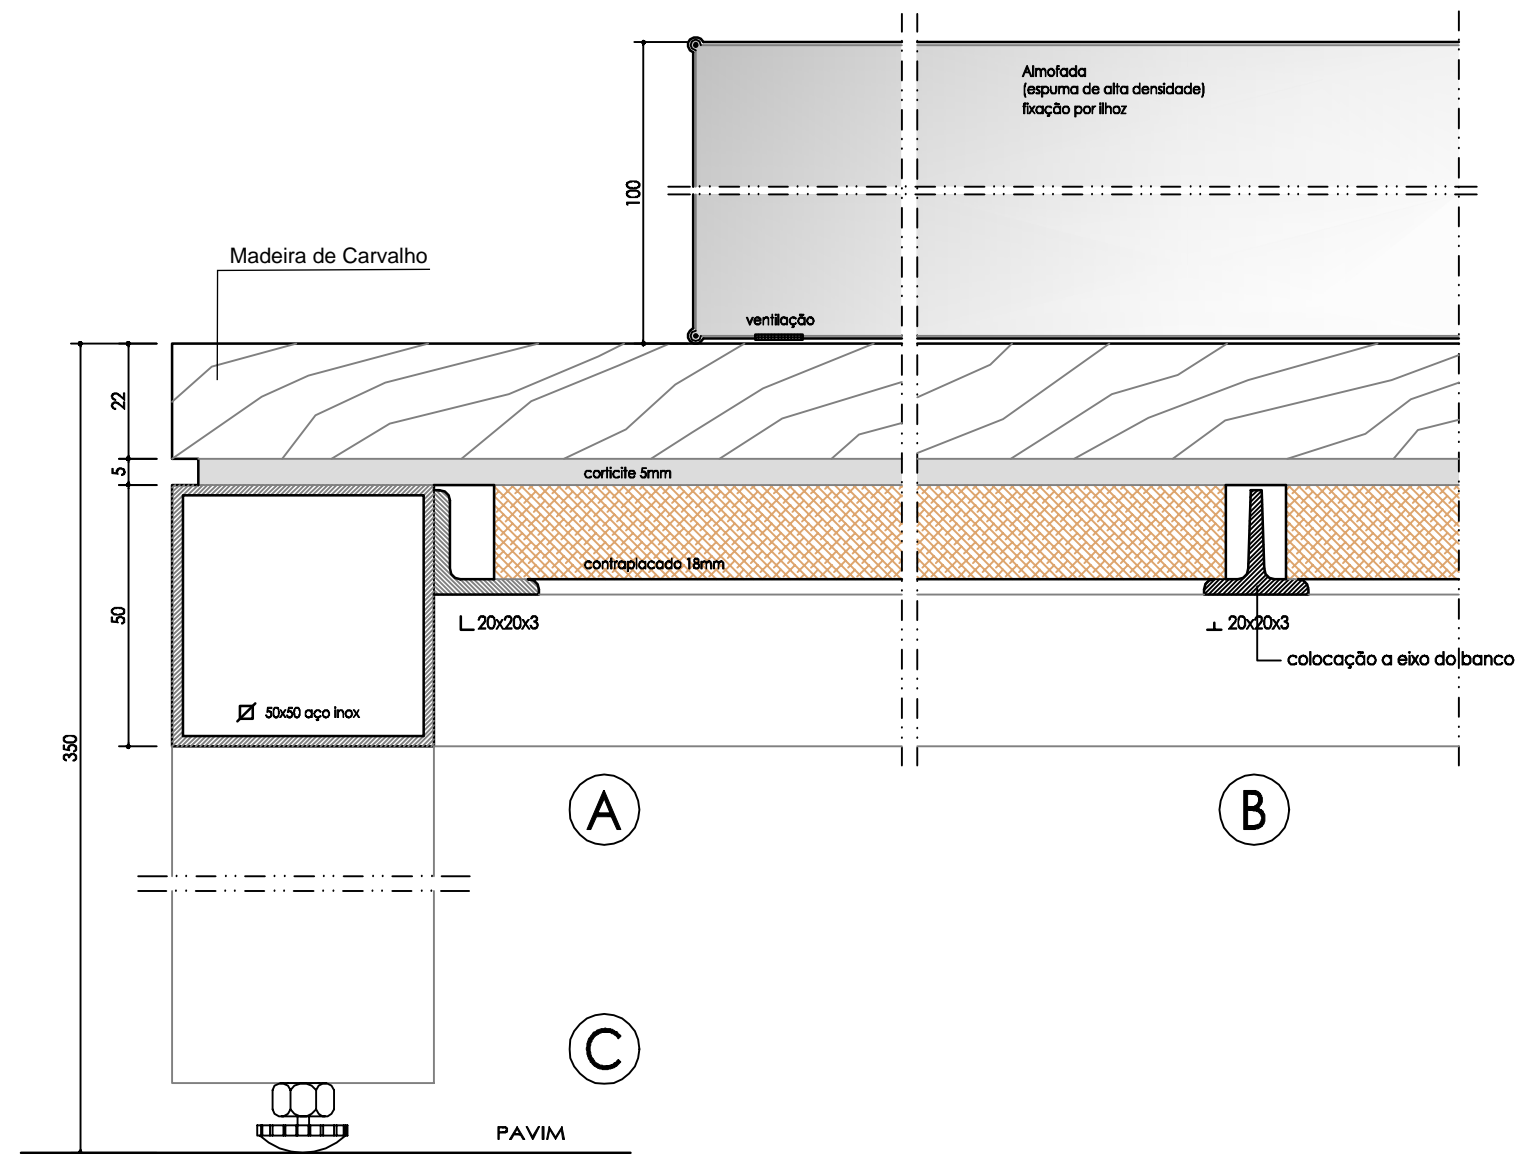 Almofada
(espuma de alta densidade)
fixação por ilhoz
100
Madeira de Carvalho
ventilação
22
5
corticite 5mm
contraplacado 18mm
50
20x20x3
20x20x3
colocação a eixo do banco
50x50 aço inox
350
A
B
C
PAVIM